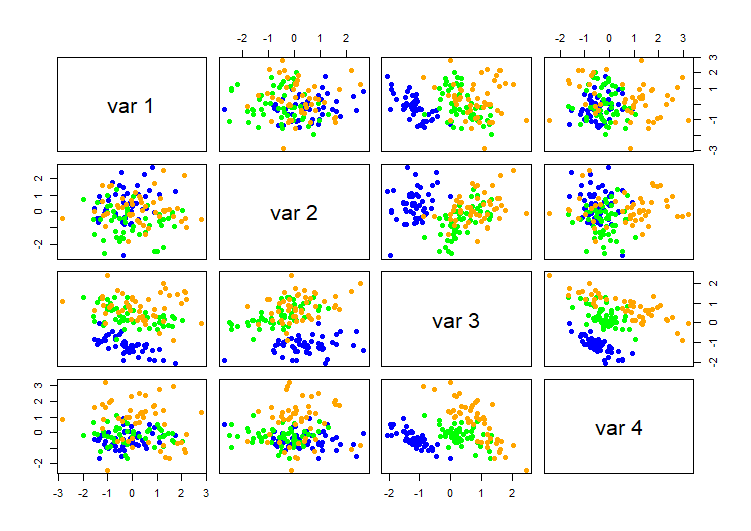 -2 -1 0 1 2
-2 -1 0 1 2 3
var 1
-3 -1 0 1 2 3
-2 0 1 2
var 2
var 3
-2 -1 0 1 2
-2 0 1 2 3
var 4
-3 -2 -1 0 1 2 3
-2 -1 0 1 2